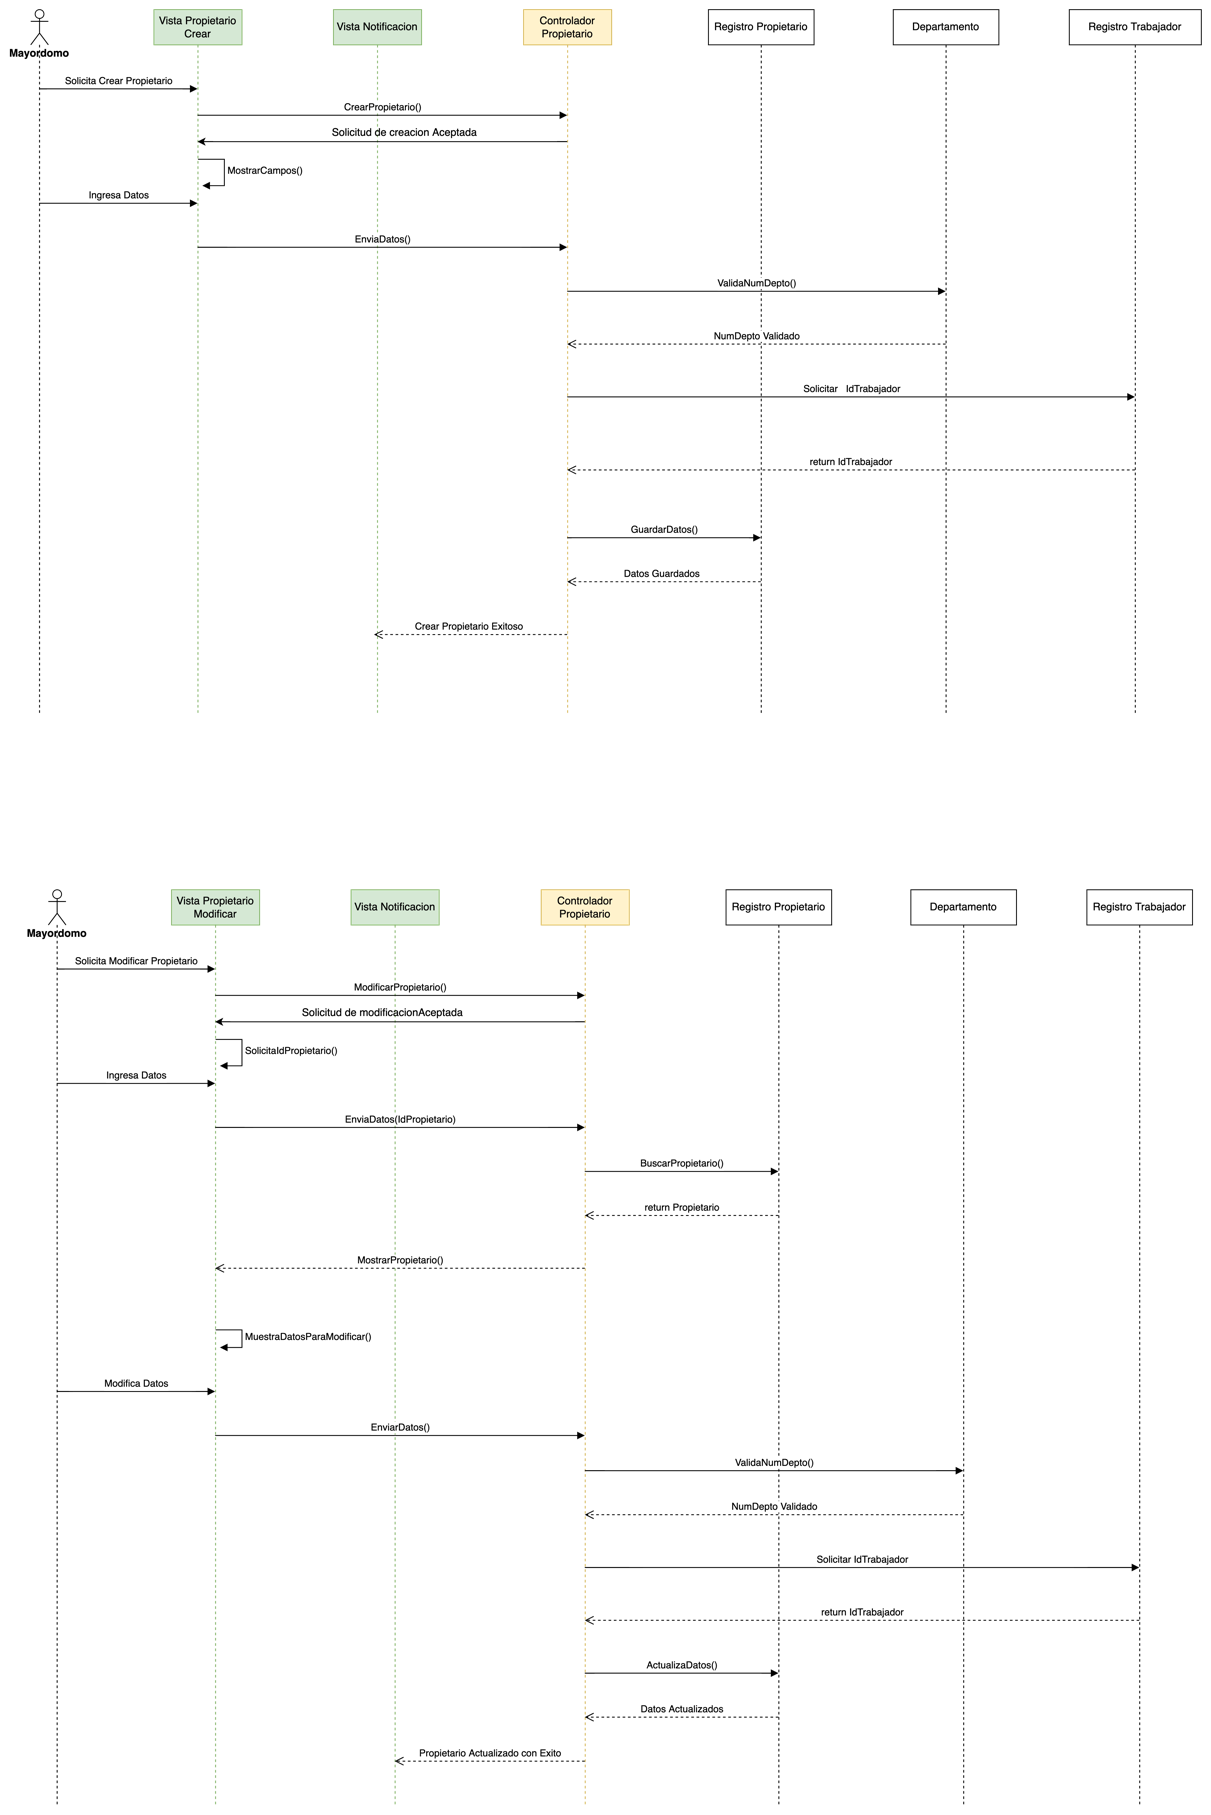 Mayordomo
Vista Propietario
Crear
Vista Notificacion
Controlador
Propietario
Registro Propietario
Departamento
Registro Trabajador
Solicita Crear Propietario
CrearPropietario()
Solicitud de creacion Aceptada
MostrarCampos()
Ingresa Datos
EnviaDatos()
ValidaNumDepto()
NumDepto Validado
Solicitar   IdTrabajador
return IdTrabajador
GuardarDatos()
Datos Guardados
Crear Propietario Exitoso
Mayordomo
Vista Propietario
Modificar
Vista Notificacion
Controlador
Propietario
Registro Propietario
Departamento
Registro Trabajador
Solicita Modificar Propietario
ModificarPropietario()
Solicitud de modificacionAceptada
SolicitaIdPropietario()
Ingresa Datos
EnviaDatos(IdPropietario)
BuscarPropietario()
return Propietario
MostrarPropietario()
MuestraDatosParaModificar()
Modifica Datos
EnviarDatos()
ValidaNumDepto()
NumDepto Validado
Solicitar IdTrabajador
return IdTrabajador
ActualizaDatos()
Datos Actualizados
Propietario Actualizado con Exito